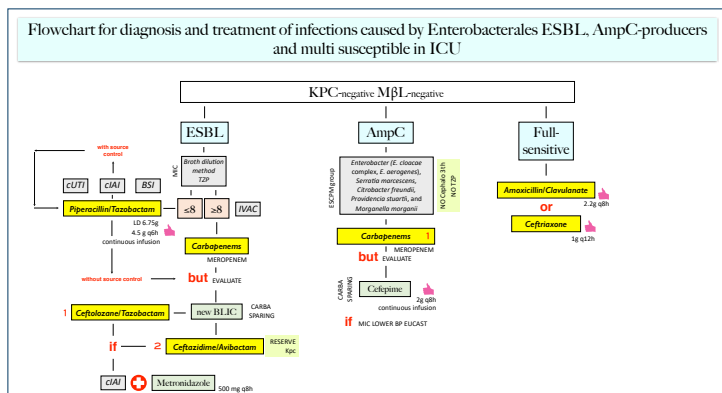 Flowchart for diagnosis and treatment of infections caused by Enterobacterales ESBL, AmpC-producers
and multi susceptible in ICU
KPC-negative MβL-negative
ESBL
AmpC
Full-
sensitive
with source
control
cUTI
cIAI
BSI
MIC
Broth dilution
method
TZP
Piperacillin/Tazobactam
≤8
≥8
IVAC
LD 6.75g
4.5 g q6h
continuous infusion
Carbapenems
MEROPENEM
without source control
but EVALUATE
1 Ceftolozane/Tazobactam
new BLIC
CARBA
SPARING
if
2 Ceftazidime/Avibactam
RESERVE
Kpc
cIAI
Metronidazole
500 mg q8h
ESCPM group
Enterobacter (E. cloacae
complex, E. aerogenes),
Serratia marcescens,
Citrobacter freundii,
Providencia stuartii, and
Morganella morganii
NO Cephalo 3th
NO TZP
Carbapenems 1
MEROPENEM
but EVALUATE
CARBA
SPARING
Cefepime
2g q8h
continuous infusion
if MIC LOWER BP EUCAST
Amoxicillin/Clavulanate
2.2g q8h
or
Ceftriaxone
1g q12h